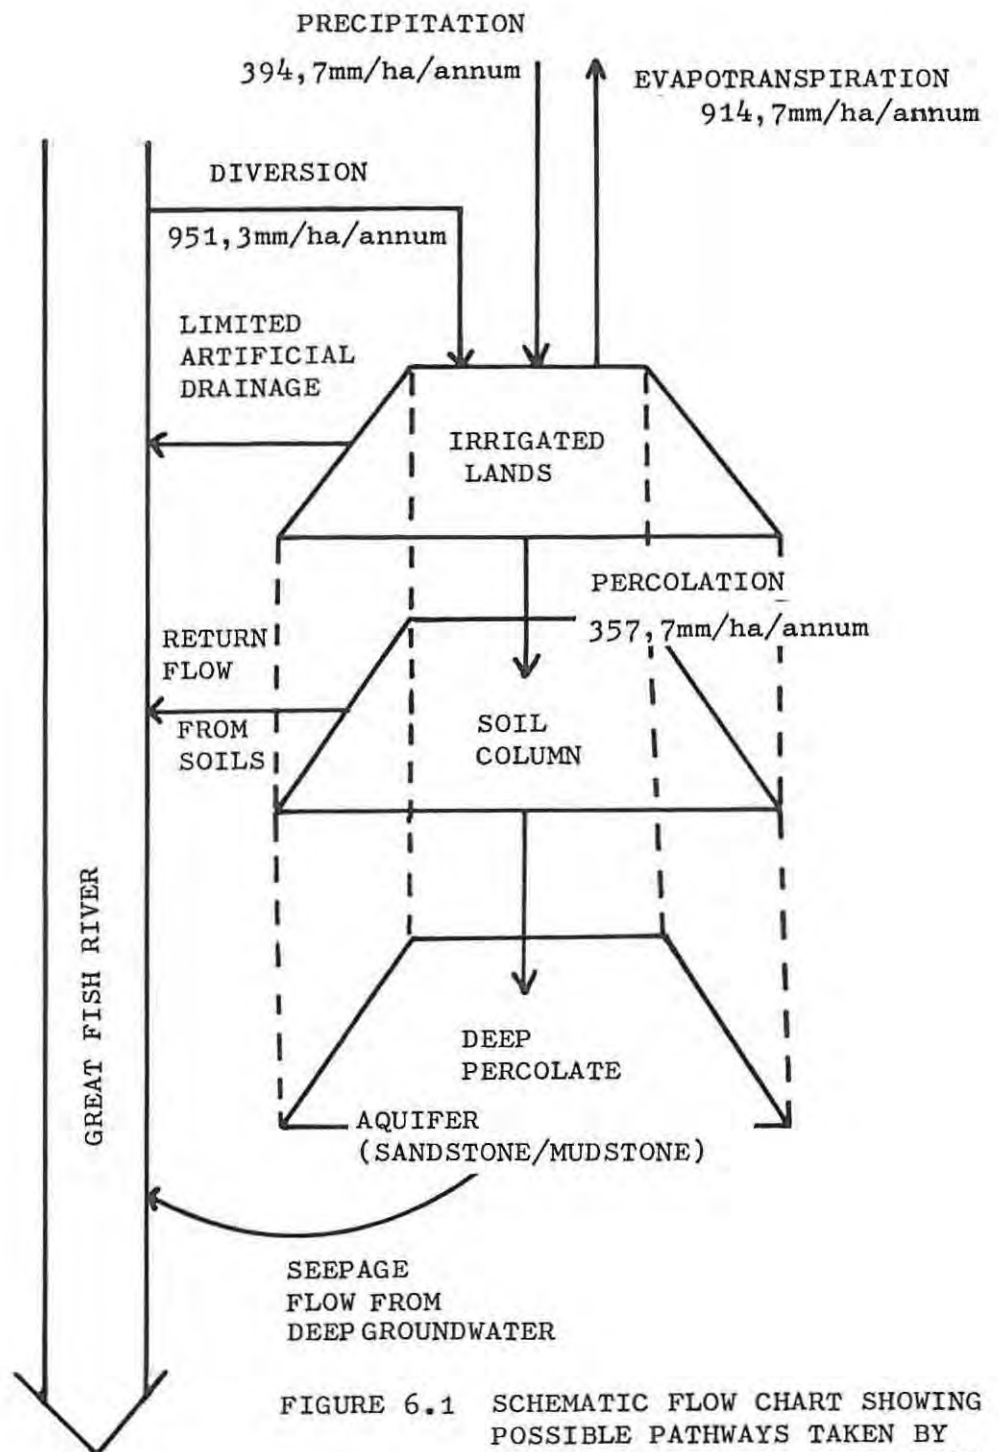 PRECIPITATION
394,7mm/ha/annum
EVAPOTRANSPIRATION
914,7mm/ha/annum
DIVERSION
951,3mm/ha/annum
LIMITED
ARTIFICIAL
DRAINAGE
IRRIGATED
LANDS
PERCOLATION
357,7mm/ha/annum
RETURN
FLOW
FROM
SOILS
SOIL
COLUMN
GREAT FISH RIVER
DEEP
PERCOLATE
AQUIFER
(SANDSTONE/MUDSTONE)
SEEPAGE
FLOW FROM
DEEP GROUNDWATER
FIGURE 6.1 SCHEMATIC FLOW CHART SHOWING
POSSIBLE PATHWAYS TAKEN BY